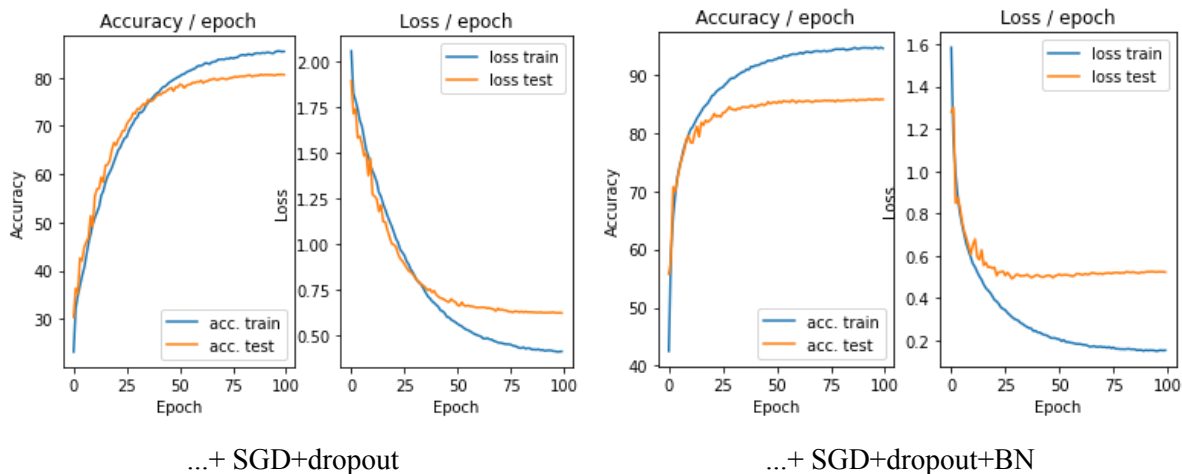 Accuracy / epoch
Loss / epoch
Accuracy / epoch
Loss / epoch
80
70
60
50
40
30
Accuracy
acc. train
acc. test
0
25
50
75
100
Epoch
2.00
1.75
1.50
1.25
1.00
0.75
0.50
Loss
loss train
loss test
0
25
50
75
100
Epoch
90
80
70
60
50
40
Accuracy
acc. train
acc. test
0
25
50
75
100
Epoch
1.6
1.4
1.2
1.0
0.8
0.6
0.4
0.2
Loss
loss train
loss test
0
25
50
75
100
Epoch
...+ SGD+dropout
...+ SGD+dropout+BN